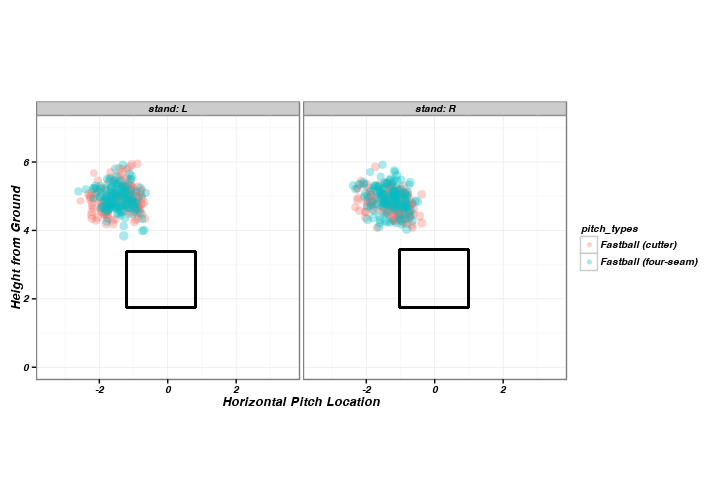 stand: L
stand: R
Height from Ground
6
4
2
0
-2
0
2
-2
0
2
Horizontal Pitch Location
pitch_types
Fastball (cutter)
Fastball (four-seam)